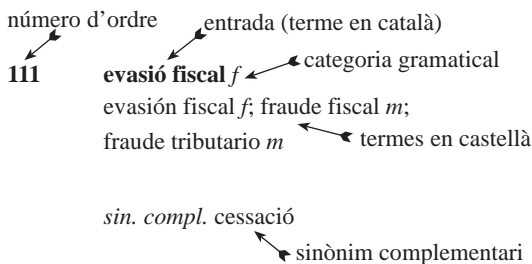 número d’ordre
entrada (terme en català)
111 evasió fiscal f
categoria gramatical
evasión fiscal f; fraude fiscal m;
fraude tributario m
termes en castellà
sin. compl. cessació
sinònim complementari